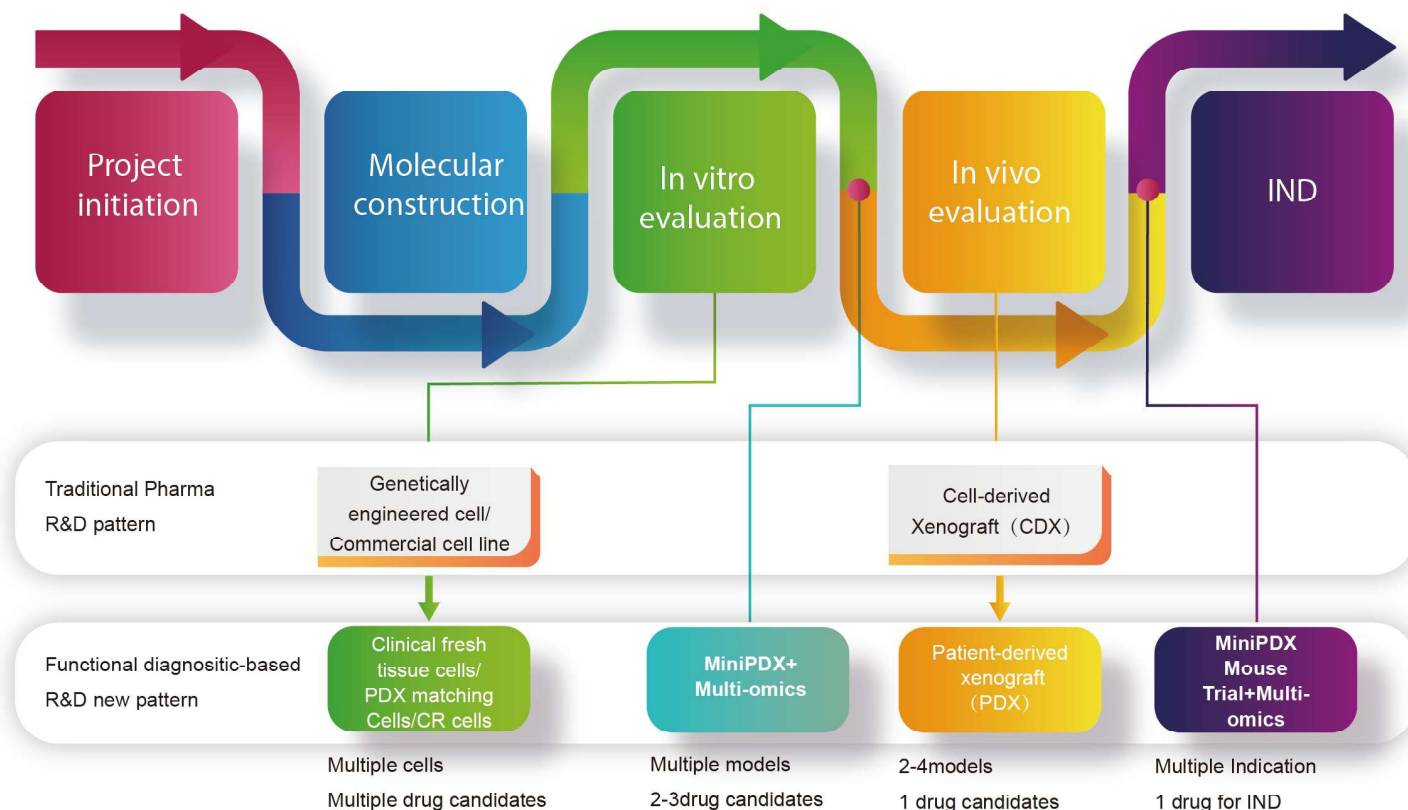 Project
initiation
Molecular
construction
In vitro
evaluation
In vivo
evaluation
IND
Traditional Pharma
R&D pattern
Genetically
engineered cell/
Commercial cell line
Cell-derived
Xenograft（CDX）
Functional diagnositic-based
R&D new pattern
Clinical fresh
tissue cells/
PDX matching
Cells/CR cells
MiniPDX+
Multi-omics
Patient-derived
xenograft
（PDX）
MiniPDX
Mouse
Trial+Multi-
omics
Multiple cells
Multiple drug candidates
Multiple models
2-3drug candidates
2-4models
1 drug candidates
Multiple Indication
1 drug for IND